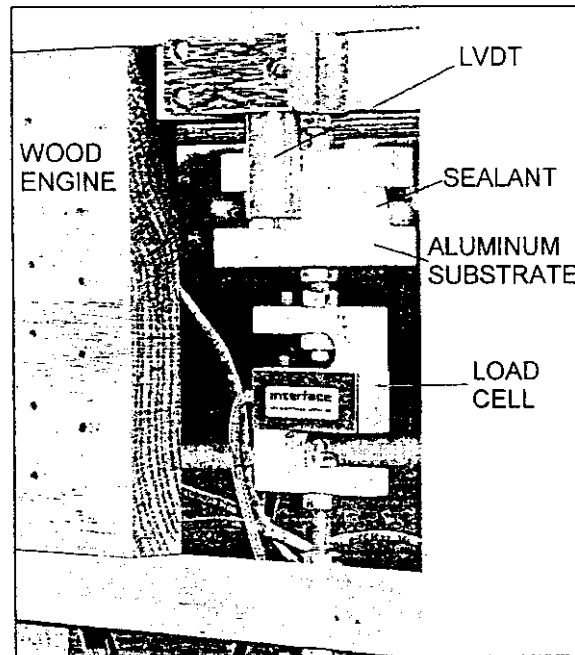 LVDT
WOOD
ENGINE
SEALANT
ALUMINUM
SUBSTRATE
LOAD
CELL
interface